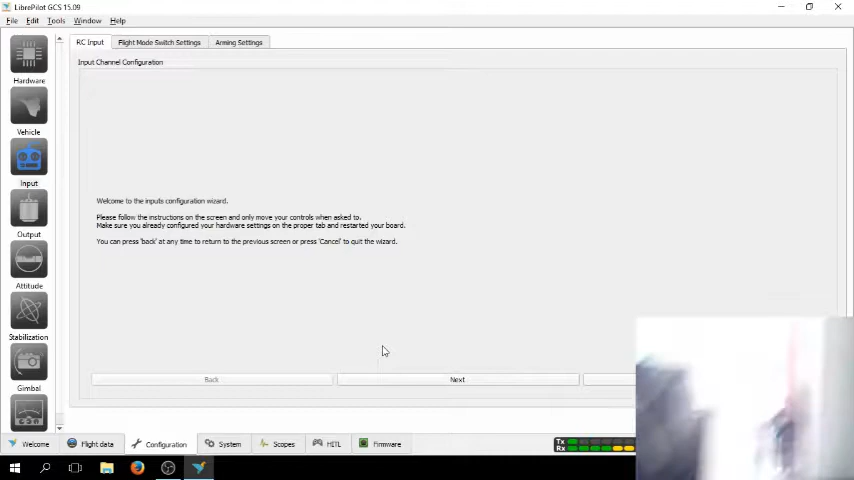 LibrePilot GCS 15.09
File Edit Tools Window Help
RC Input Flight Mode Switch Settings Arming Settings
Input Channel Configuration
Hardware
Vehicle
Input
Output
Attitude
Stabilization
Gimbal
Welcome to the inputs configuration wizard.
Please follow the instructions on the screen and only move your controls when asked to.
Make sure you already configured your hardware settings on the proper tab and restarted your board.
You can press 'back' at any time to return to the previous screen or press 'Cancel' to quit the wizard.
Back Next
Welcome Flight data Configuration System Scopes HITL Firmware
Tx
Rx